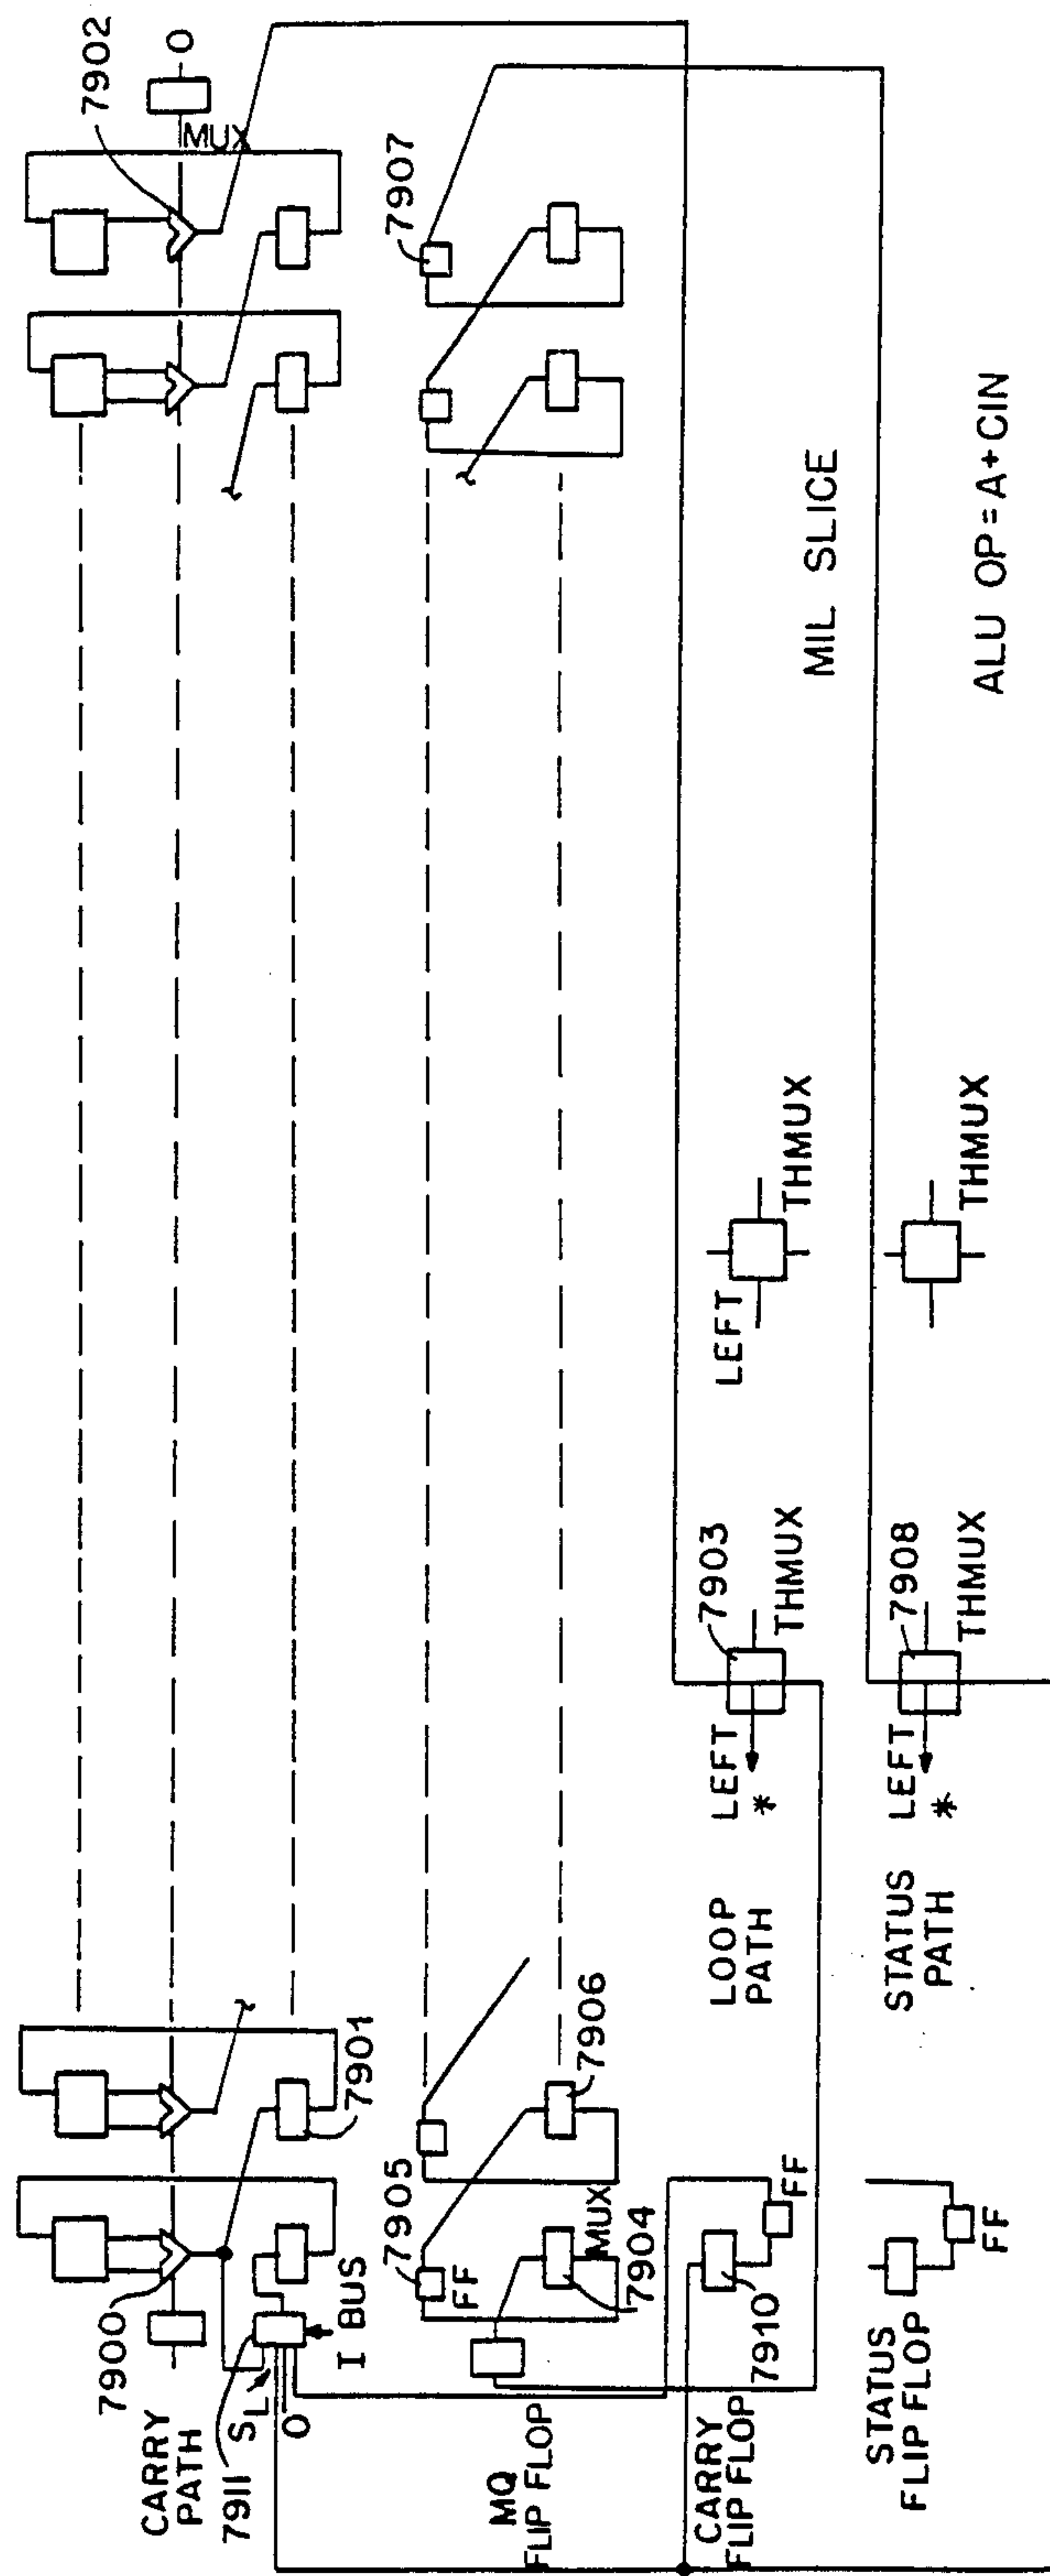 7900
CARRY
PATH
7911
S L
0
I BUS
7901
7902
MUX
0
7905
FF
7906
MUX
7904
7907
MQ
FLIP FLOP
LOOP
PATH
LEFT
*
7903
THMUX
LEFT
THMUX
MIL SLICE
CARRY
FLIP FLOP
7910
FF
STATUS
PATH
LEFT
*
7908
THMUX
THMUX
ALU OP = A+CIN
STATUS
FLIP FLOP
FF